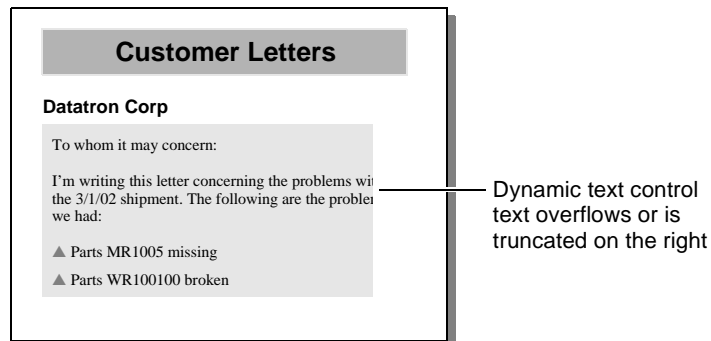 Customer Letters
Datatron Corp
To whom it may concern:
I'm writing this letter concerning the problems wi
the 3/1/02 shipment. The following are the probler
we had:
▲ Parts MR1005 missing
▲ Parts WR100100 broken
Dynamic text control
text overflows or is
truncated on the right